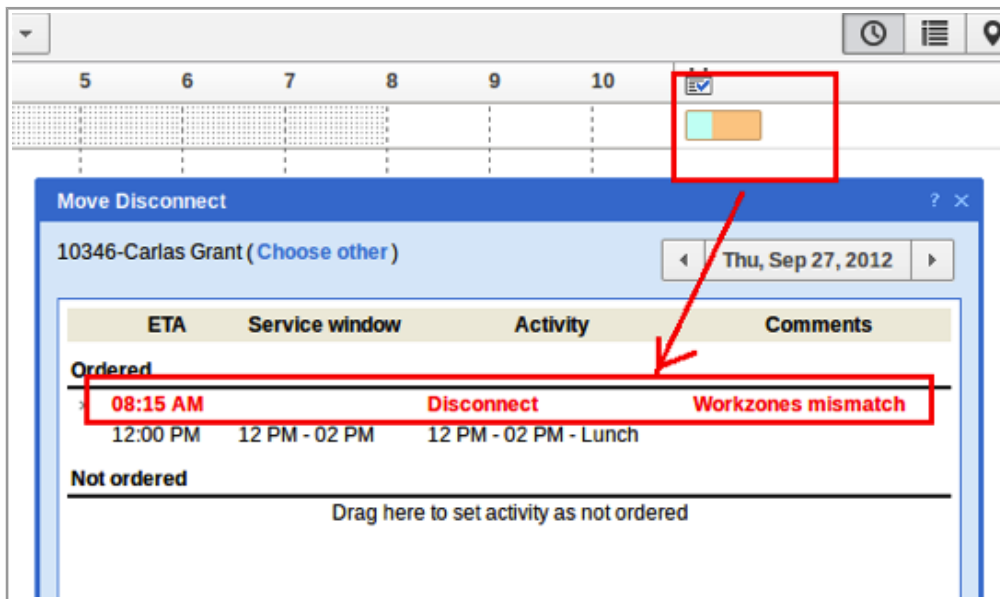 5 6 7 8 9 10
Move Disconnect ? ×
10346-Carlas Grant (Choose other)
Thu, Sep 27, 2012
ETA Service window Activity Comments
Ordered
08:15 AM Disconnect Workzones mismatch
12:00 PM 12 PM - 02 PM 12 PM - 02 PM - Lunch
Not ordered
Drag here to set activity as not ordered